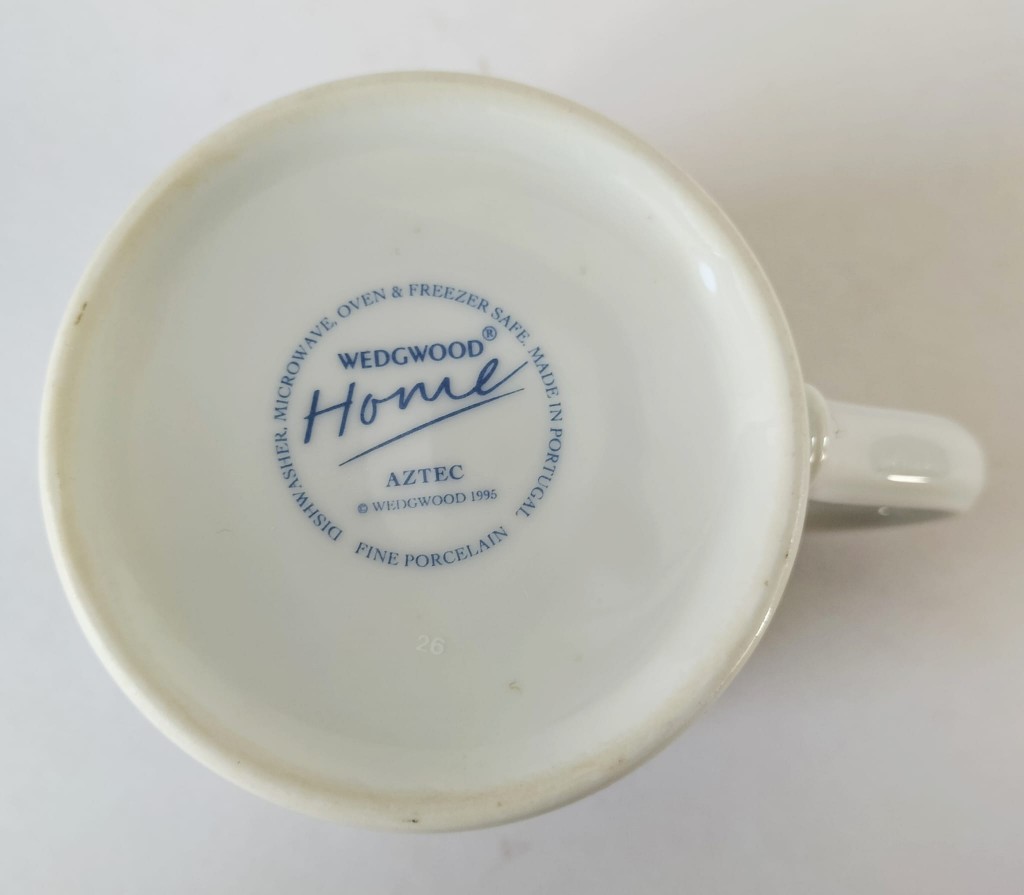 DISHWASHER, MICROWAVE, OVEN & FREEZER SAFE. MADE IN PORTUGAL
WEDGWOOD®
Home
AZTEC
© WEDGWOOD 1995
FINE PORCELAIN
26